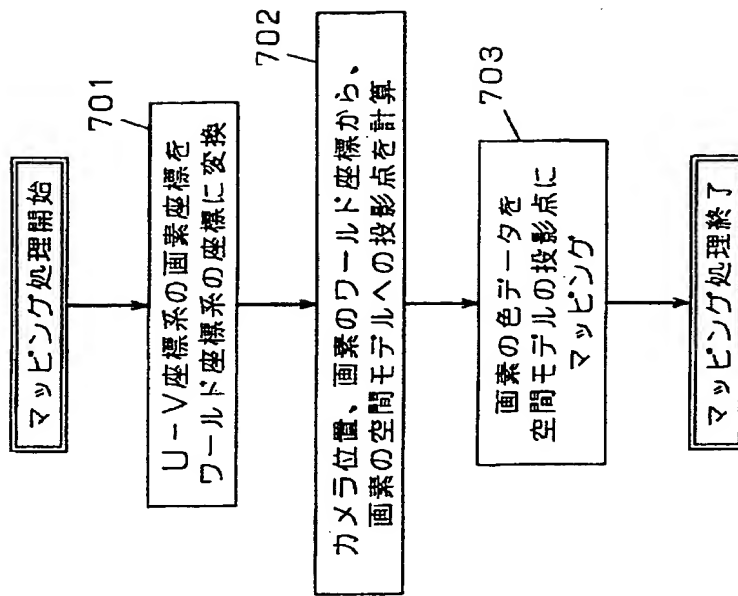 マッピング処理開始
701
U-V座標系の画素座標を
ワールド座標系の座標に変換
702
カメラ位置、画素のワールド座標から、
画素の空間モデルへの投影点を計算
703
画素の色データを
空間モデルの投影点に
マッピング
マッピング処理終了